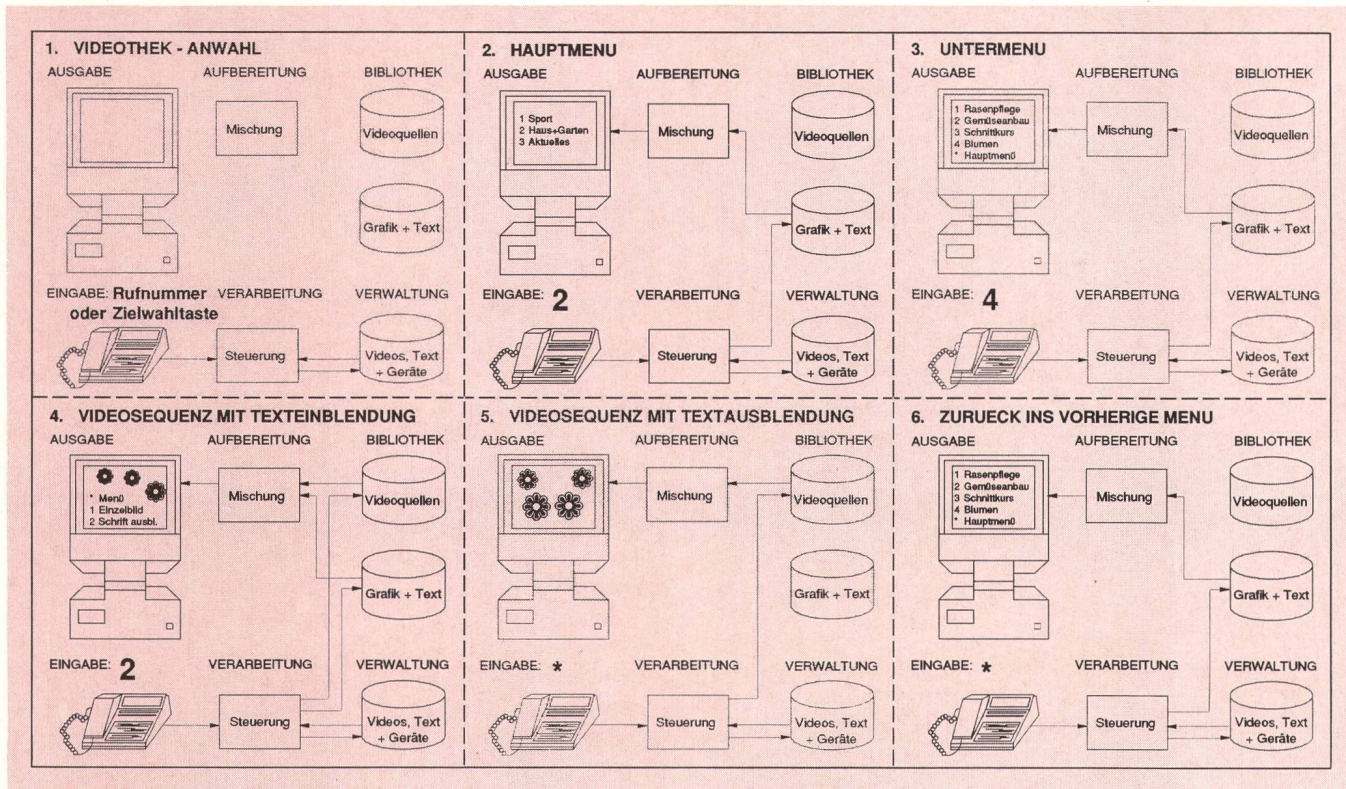 1. VIDEOTHEK - ANWAHL
AUSGABE AUFBEREITUNG BIBLIOTHEK
Mischung
Videoquellen
Grafik + Text
EINGABE: Rufnummer VERARBEITUNG VERWALTUNG
oder Zielwahltaste
Steuerung
Videos, Text
+ Geräte
2. HAUPTMENU
AUSGABE AUFBEREITUNG BIBLIOTHEK
1 Sport
2 Haus+Garten
3 Aktuelles
Mischung
Videoquellen
Grafik + Text
EINGABE: 2 VERARBEITUNG VERWALTUNG
Steuerung
Videos, Text
+ Geräte
3. UNTERMENU
AUSGABE AUFBEREITUNG BIBLIOTHEK
1 Rasenpflege
2 Gemüseanbau
3 Schnittkurs
4 Blumen
* Hauptmenü
Mischung
Videoquellen
Grafik + Text
EINGABE: 4 VERARBEITUNG VERWALTUNG
Steuerung
Videos, Text
+ Geräte
4. VIDEOSEQUENZ MIT TEXTEINBLENDUNG
AUSGABE AUFBEREITUNG BIBLIOTHEK
* Menü
1 Einzelbild
2 Schrift ausbl.
Mischung
Videoquellen
Grafik + Text
EINGABE: 2 VERARBEITUNG VERWALTUNG
Steuerung
Videos, Text
+ Geräte
5. VIDEOSEQUENZ MIT TEXTAUSBLENDUNG
AUSGABE AUFBEREITUNG BIBLIOTHEK
Mischung
Videoquellen
Grafik + Text
EINGABE: * VERARBEITUNG VERWALTUNG
Steuerung
Videos, Text
+ Geräte
6. ZURUECK INS VORHERIGE MENU
AUSGABE AUFBEREITUNG BIBLIOTHEK
1 Rasenpflege
2 Gemüseanbau
3 Schnittkurs
4 Blumen
* Hauptmenü
Mischung
Videoquellen
Grafik + Text
EINGABE: * VERARBEITUNG VERWALTUNG
Steuerung
Videos, Text
+ Geräte